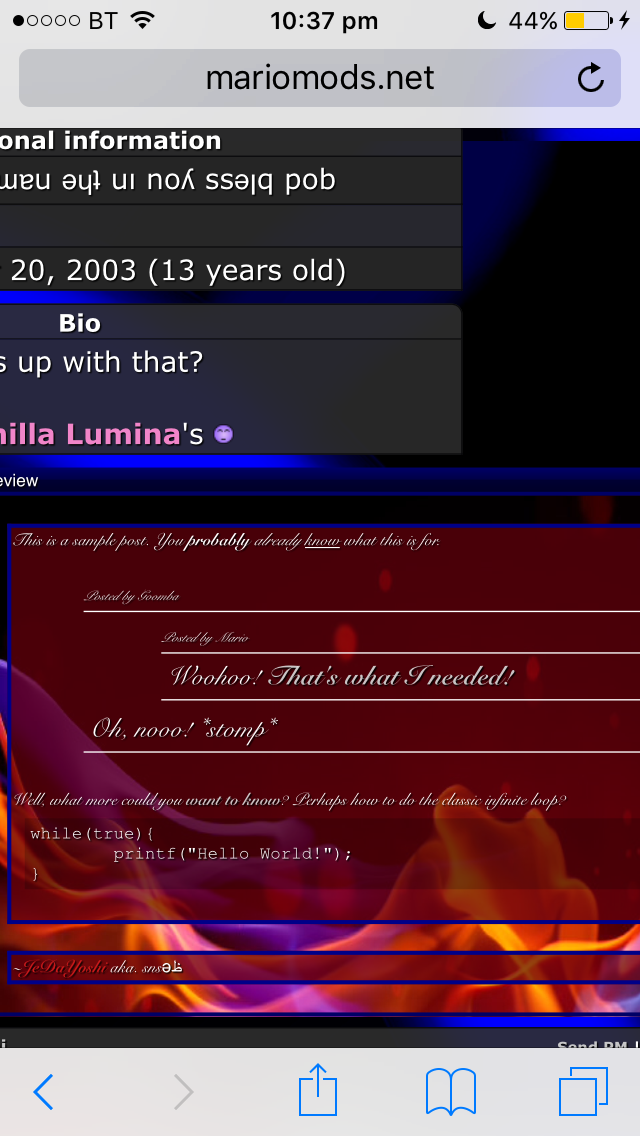 BT 10:37 pm 44%
mariomods.net
onal information
ɯɐu ǝɥʇ uı noʎ ssǝlq poƃ
20, 2003 (13 years old)
Bio
s up with that?
nilla Lumina's
eview
This is a sample post. You probably already know what this is for.
Posted by Goomba
Posted by Mario
Woohoo! That's what I needed!
Oh, nooo! *stomp*
Well, what more could you want to know? Perhaps how to do the classic infinite loop?
while(true){
printf("Hello World!");
}
~JeDaYoshi aka. snsǝظ
Send PM